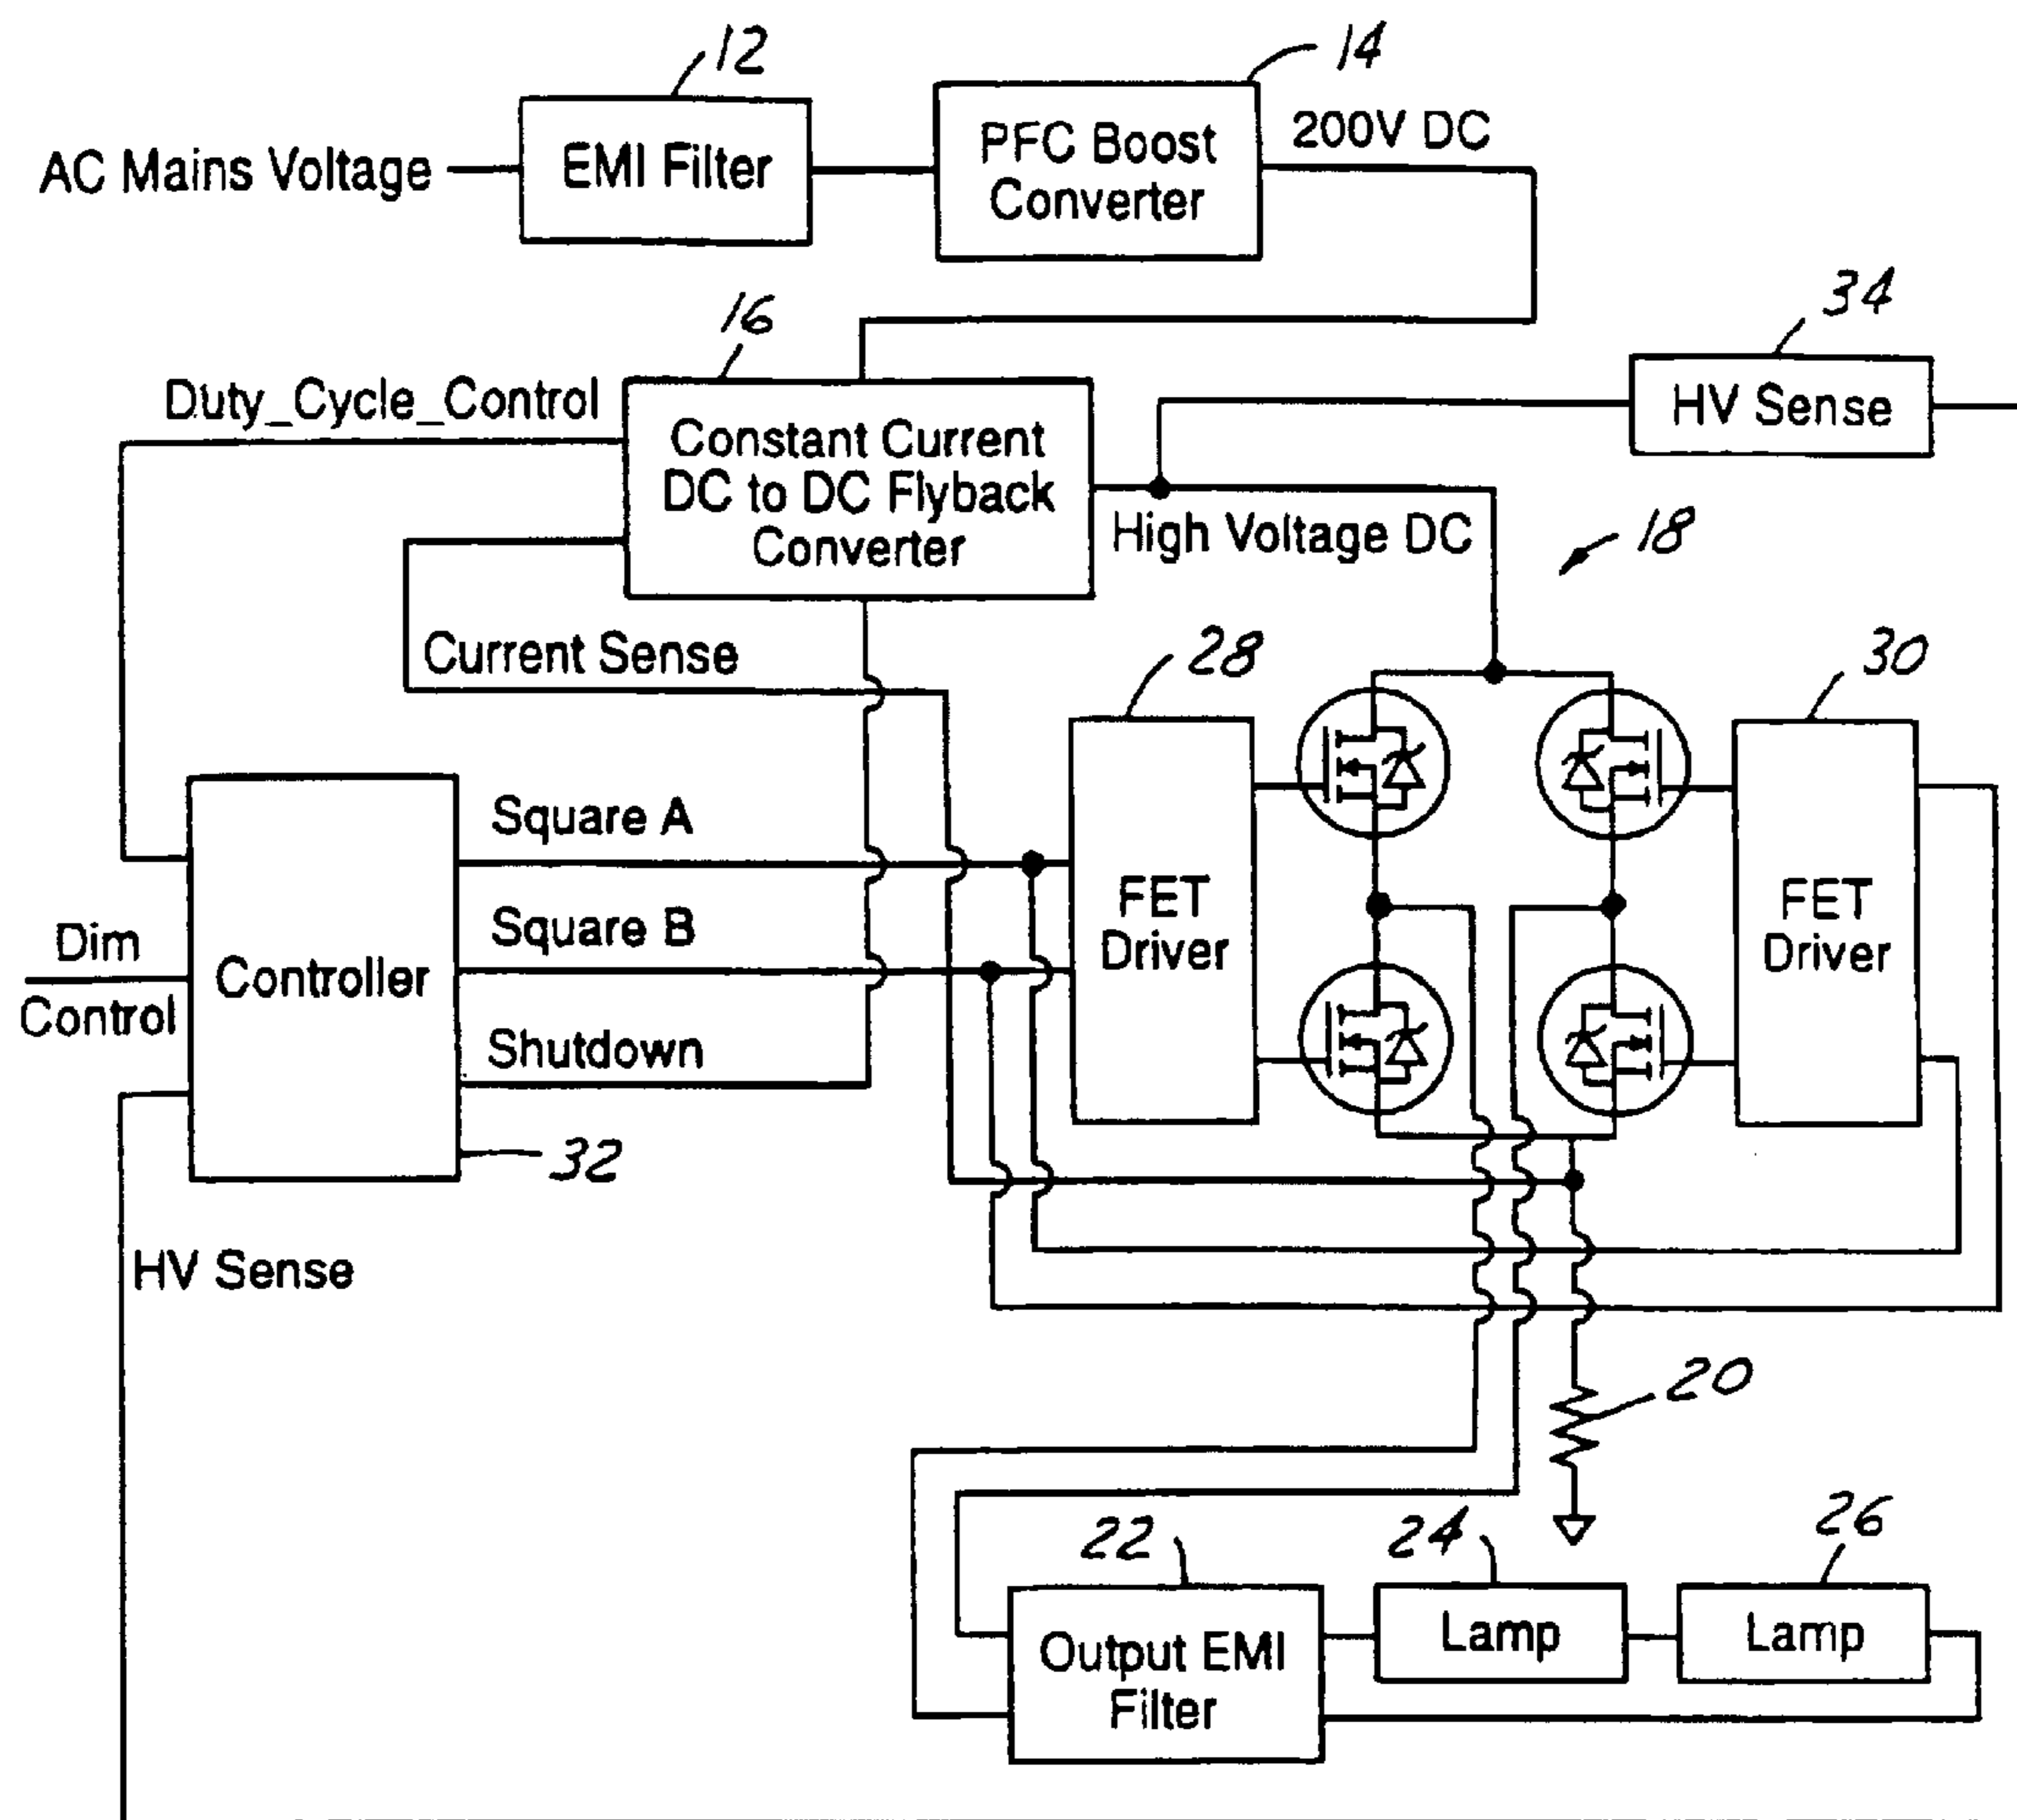 12
14
AC Mains Voltage
EMI Filter
PFC Boost
Converter
200V DC
16
34
Duty_Cycle_Control
Constant Current
DC to DC Flyback
Converter
HV Sense
High Voltage DC
18
Current Sense
28
30
Square A
FET
Driver
FET
Driver
Square B
Dim
Control
Controller
Shutdown
32
HV Sense
20
22
24
26
Output EMI
Filter
Lamp
Lamp